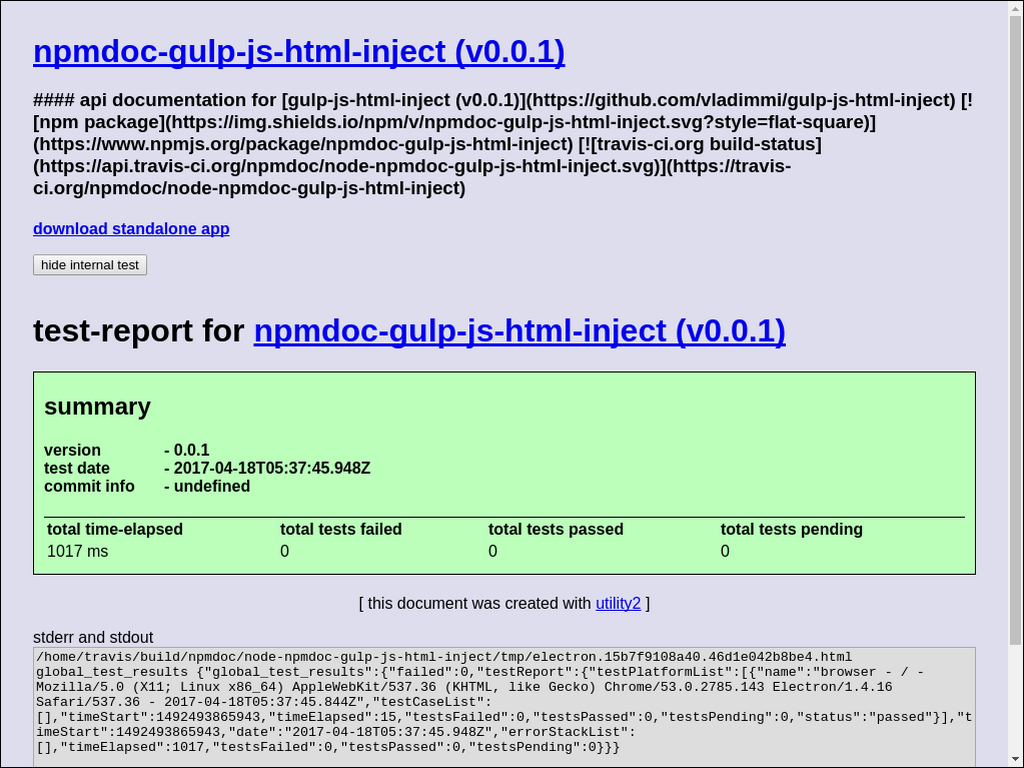 npmdoc-gulp-js-html-inject (v0.0.1)
#### api documentation for [gulp-js-html-inject (v0.0.1)](https://github.com/vladimmi/gulp-js-html-inject) [!
[npm package](https://img.shields.io/npm/v/npmdoc-gulp-js-html-inject.svg?style=flat-square)]
(https://www.npmjs.org/package/npmdoc-gulp-js-html-inject) [![travis-ci.org build-status]
(https://api.travis-ci.org/npmdoc/node-npmdoc-gulp-js-html-inject.svg)](https://travis-
ci.org/npmdoc/node-npmdoc-gulp-js-html-inject)
download standalone app
hide internal test
test-report for npmdoc-gulp-js-html-inject (v0.0.1)
summary
version - 0.0.1
test date - 2017-04-18T05:37:45.948Z
commit info - undefined
total time-elapsed total tests failed total tests passed total tests pending
1017 ms 0 0 0
[ this document was created with utility2 ]
stderr and stdout
/home/travis/build/npmdoc/node-npmdoc-gulp-js-html-inject/tmp/electron.15b7f9108a40.46d1e042b8be4.html
global_test_results {"global_test_results":{"failed":0,"testReport":{"testPlatformList":[{"name":"browser - / -
Mozilla/5.0 (X11; Linux x86_64) AppleWebKit/537.36 (KHTML, like Gecko) Chrome/53.0.2785.143 Electron/1.4.16
Safari/537.36 - 2017-04-18T05:37:45.844Z","testCaseList":
[],"timeStart":1492493865943,"timeElapsed":15,"testsFailed":0,"testsPassed":0,"testsPending":0,"status":"passed"}],"t
imeStart":1492493865943,"date":"2017-04-18T05:37:45.948Z","errorStackList":
[],"timeElapsed":1017,"testsFailed":0,"testsPassed":0,"testsPending":0}}}